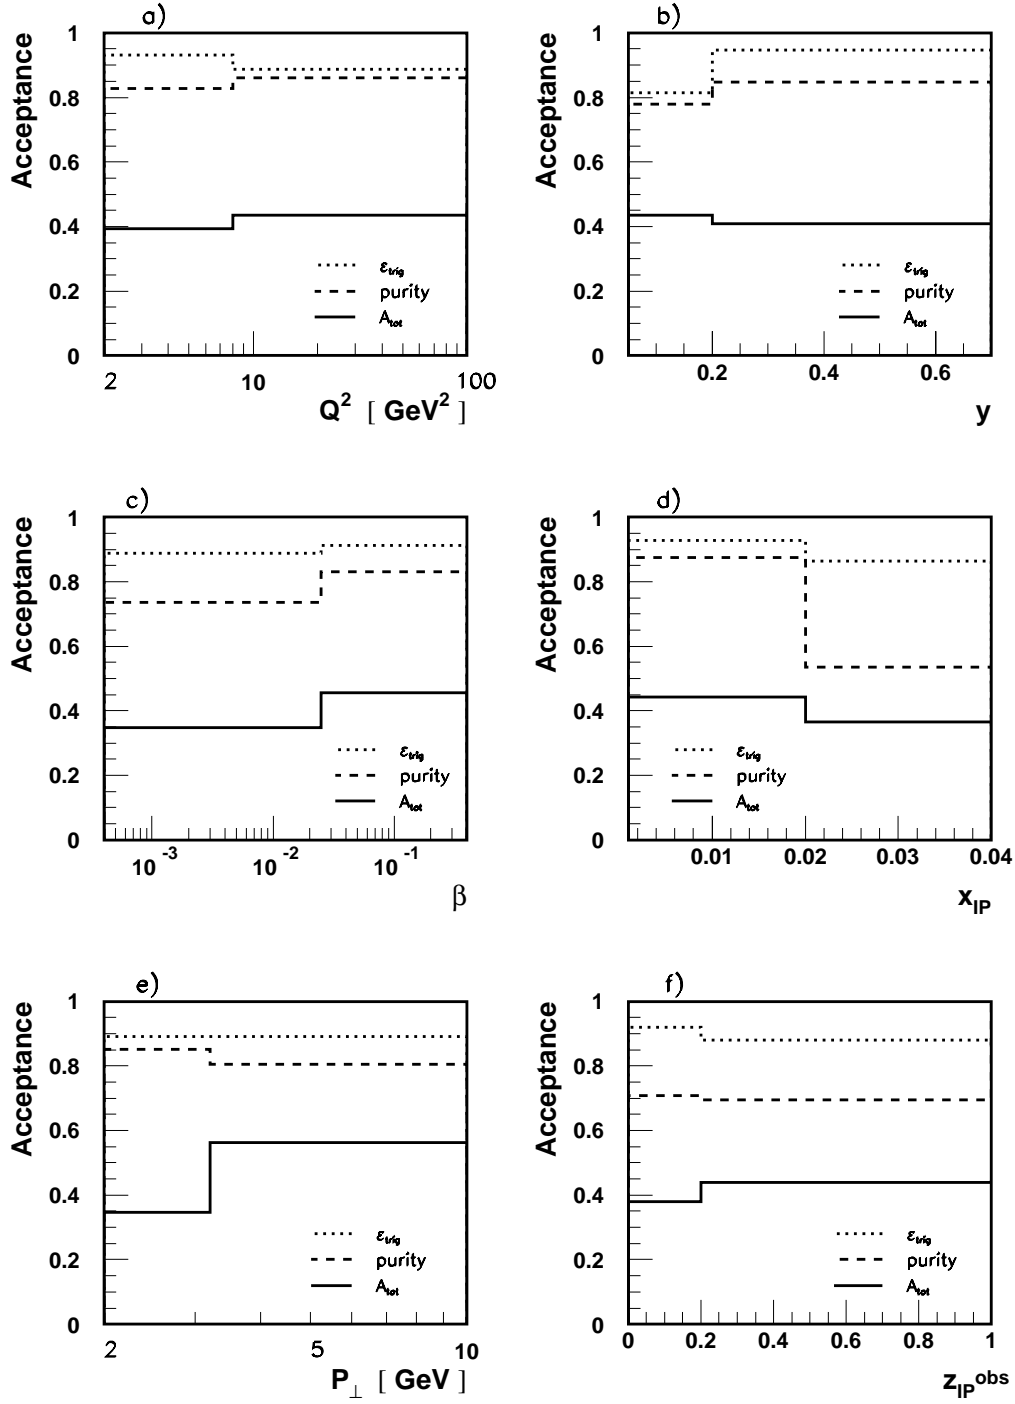 a)
Acceptance
1
0.8
0.6
0.4
0.2
0
ε_trig
purity
A_tot
2 10 100
Q² [ GeV² ]
b)
Acceptance
1
0.8
0.6
0.4
0.2
0
ε_trig
purity
A_tot
0.2 0.4 0.6
y
c)
Acceptance
1
0.8
0.6
0.4
0.2
0
ε_trig
purity
A_tot
10⁻³ 10⁻² 10⁻¹
β
d)
Acceptance
1
0.8
0.6
0.4
0.2
0
ε_trig
purity
A_tot
0.01 0.02 0.03 0.04
x_IP
e)
Acceptance
1
0.8
0.6
0.4
0.2
0
ε_trig
purity
A_tot
2 5 10
P_⊥ [ GeV ]
f)
Acceptance
1
0.8
0.6
0.4
0.2
0
ε_trig
purity
A_tot
0 0.2 0.4 0.6 0.8 1
z_IP^obs